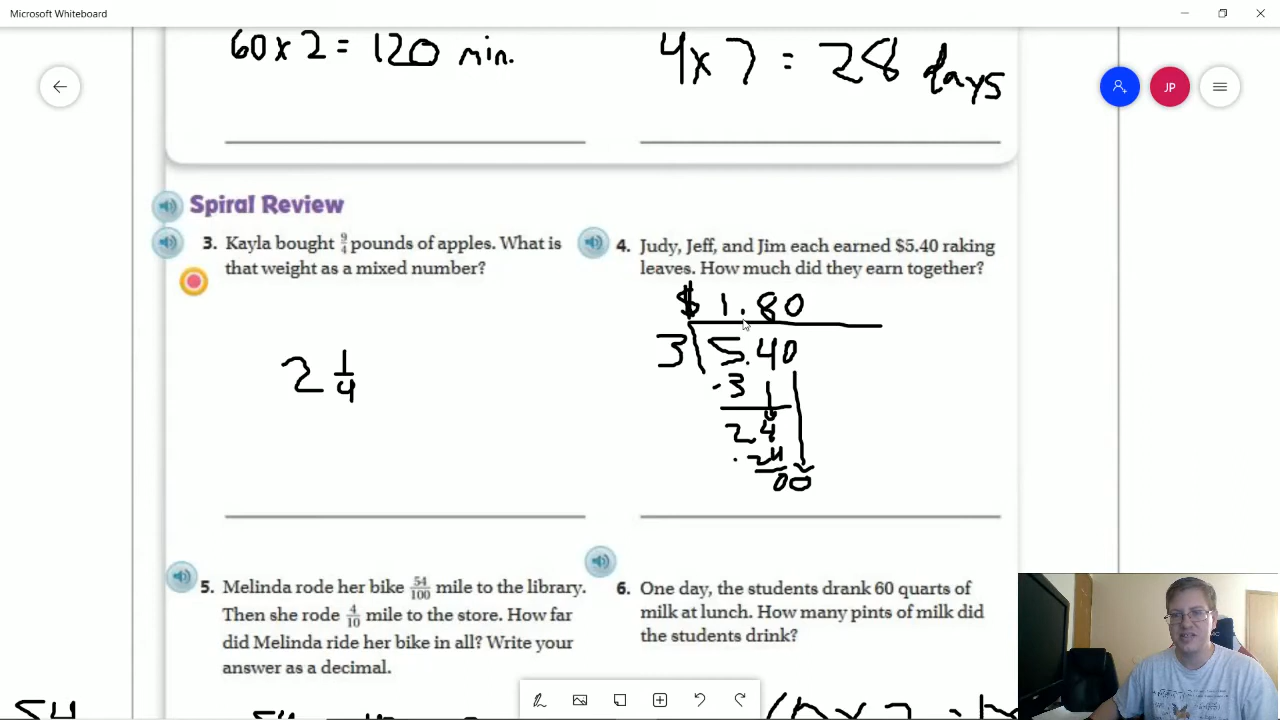 Microsoft Whiteboard
60 x 2 = 120 min.
4 x 7 = 28 days
JP
Spiral Review
3. Kayla bought 9/4 pounds of apples. What is
that weight as a mixed number?
2 1/4
4. Judy, Jeff, and Jim each earned $5.40 raking
leaves. How much did they earn together?
$ 1.80
3 5.40
-3
24
-24
00
5. Melinda rode her bike 54/100 mile to the library.
Then she rode 4/10 mile to the store. How far
did Melinda ride her bike in all? Write your
answer as a decimal.
6. One day, the students drank 60 quarts of
milk at lunch. How many pints of milk did
the students drink?
54
54